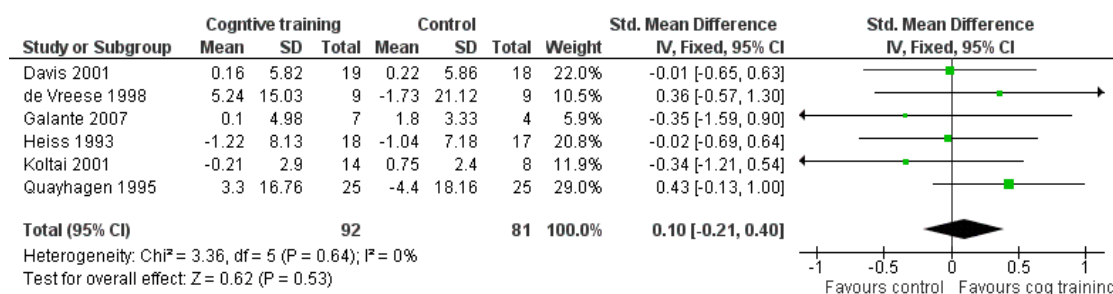 Cogntive training Control Std. Mean Difference Std. Mean Difference
Study or Subgroup Mean SD Total Mean SD Total Weight IV, Fixed, 95% CI IV, Fixed, 95% CI
Davis 2001 0.16 5.82 19 0.22 5.86 18 22.0% -0.01 [-0.65, 0.63]
de Vreese 1998 5.24 15.03 9 -1.73 21.12 9 10.5% 0.36 [-0.57, 1.30]
Galante 2007 0.1 4.98 7 1.8 3.33 4 5.9% -0.35 [-1.59, 0.90]
Heiss 1993 -1.22 8.13 18 -1.04 7.18 17 20.8% -0.02 [-0.69, 0.64]
Koltai 2001 -0.21 2.9 14 0.75 2.4 8 11.9% -0.34 [-1.21, 0.54]
Quayhagen 1995 3.3 16.76 25 -4.4 18.16 25 29.0% 0.43 [-0.13, 1.00]
Total (95% CI) 92 81 100.0% 0.10 [-0.21, 0.40]
Heterogeneity: Chi² = 3.36, df = 5 (P = 0.64); I² = 0%
Test for overall effect: Z = 0.62 (P = 0.53)
-1 -0.5 0 0.5 1
Favours control Favours cog training